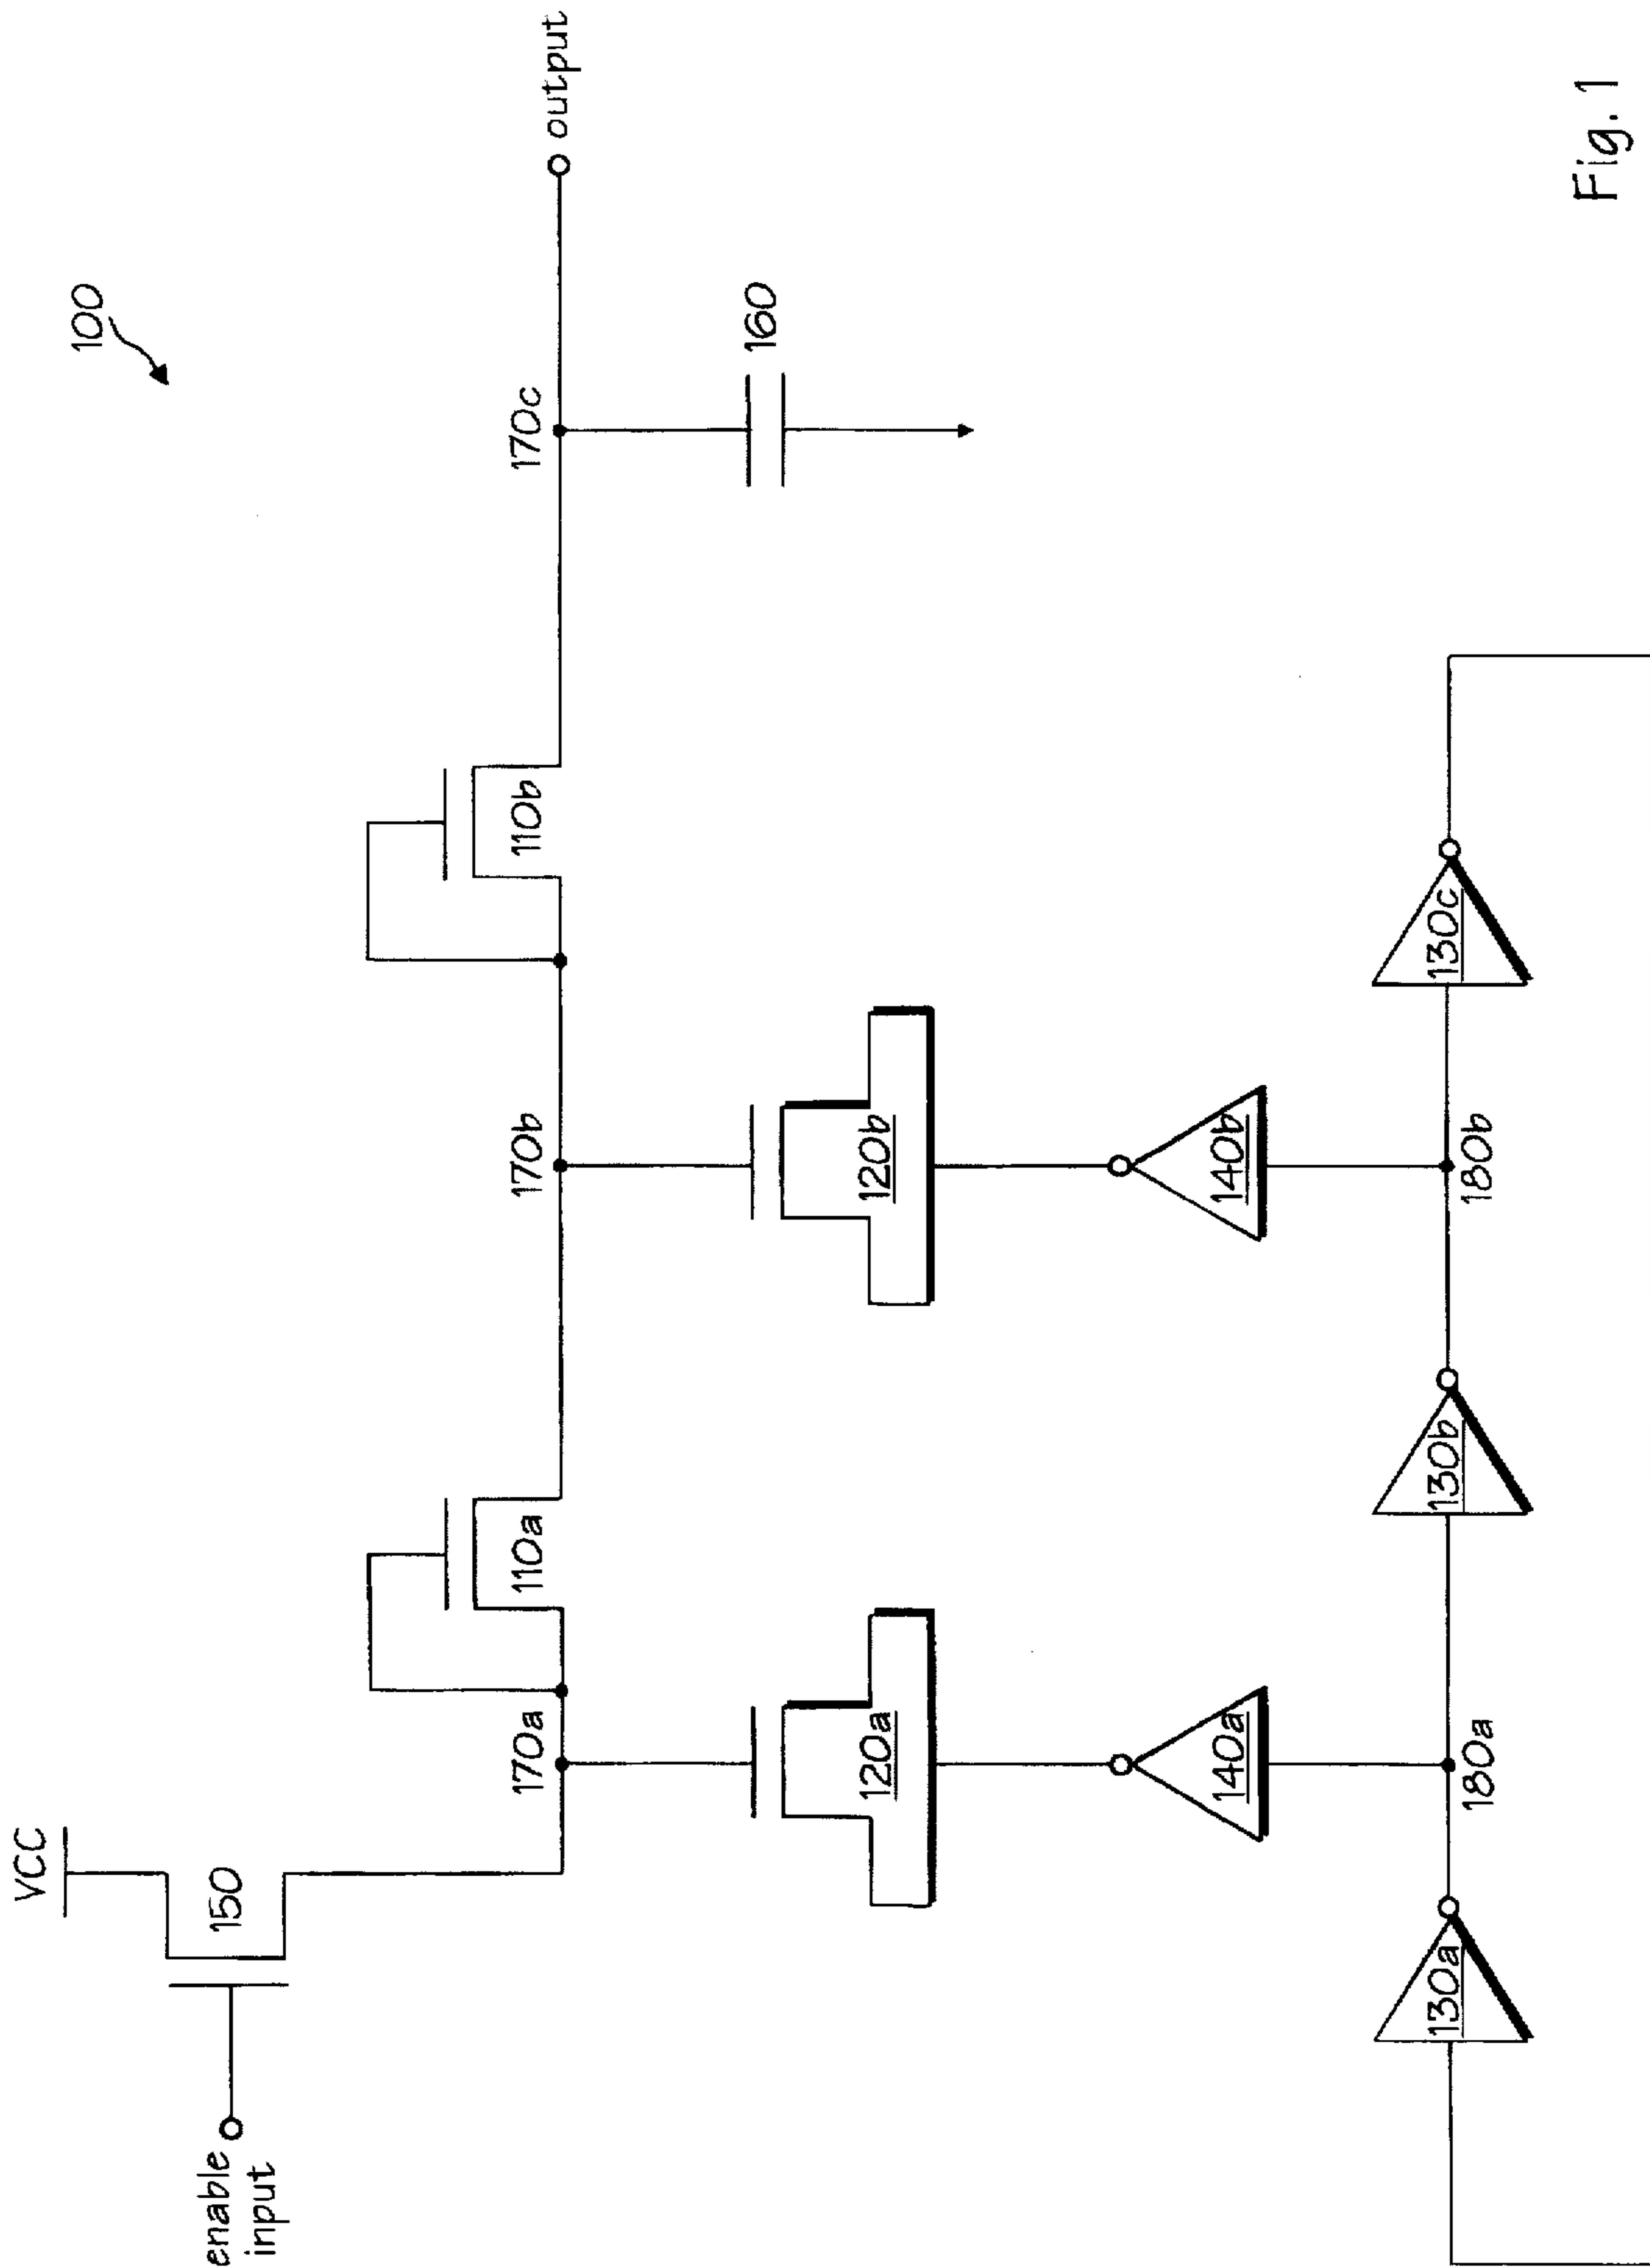 100
VCC
150
enable
input
170a
110a
170b
110b
170c
output
160
120a
120b
140a
140b
130a
180a
130b
180b
130c
Fig. 1